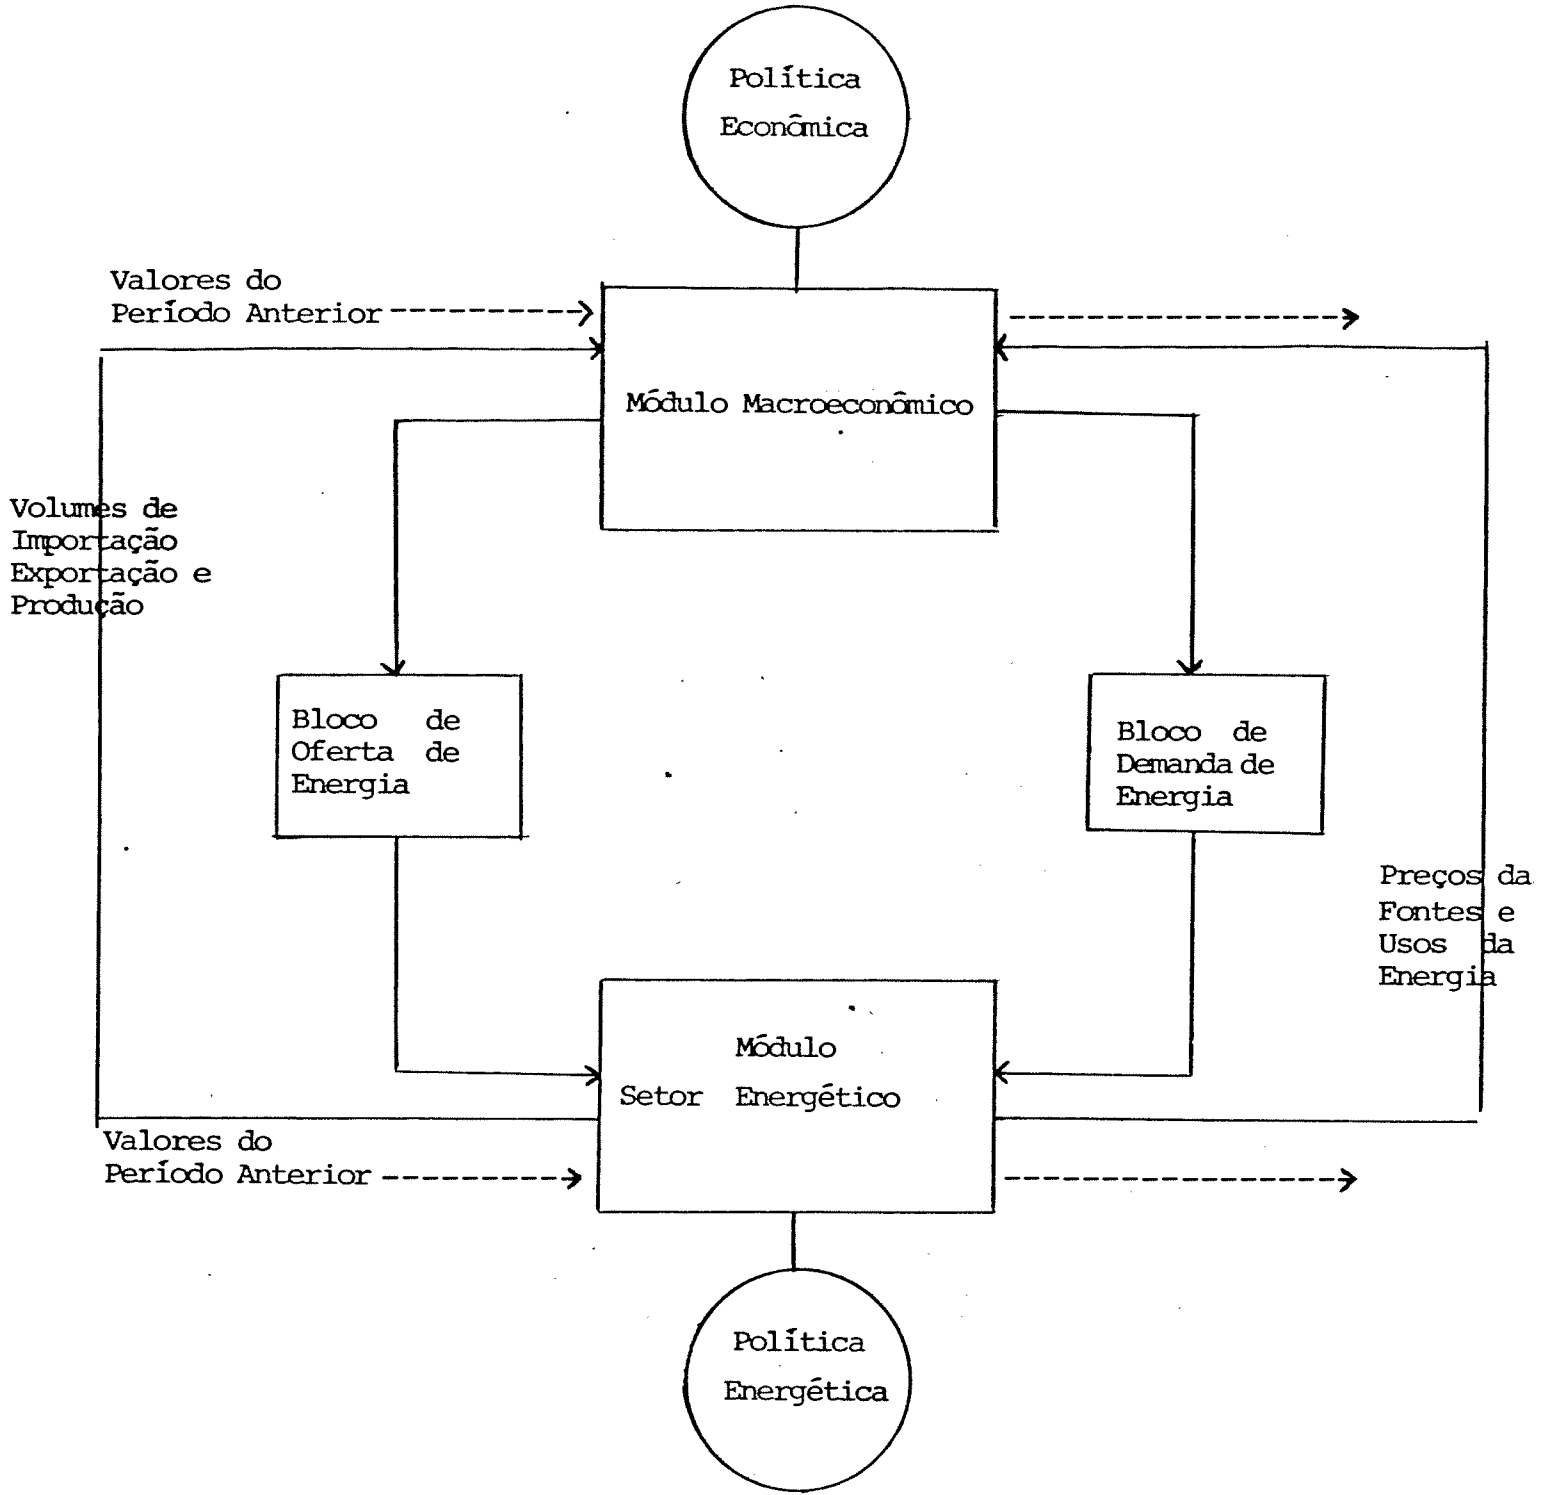 Política
Econômica
Valores do
Período Anterior
Módulo Macroeconômico
Volumes de
Importação
Exportação e
Produção
Bloco de
Oferta de
Energia
Bloco de
Demanda de
Energia
Preços da
Fontes e
Usos da
Energia
Módulo
Setor Energético
Valores do
Período Anterior
Política
Energética